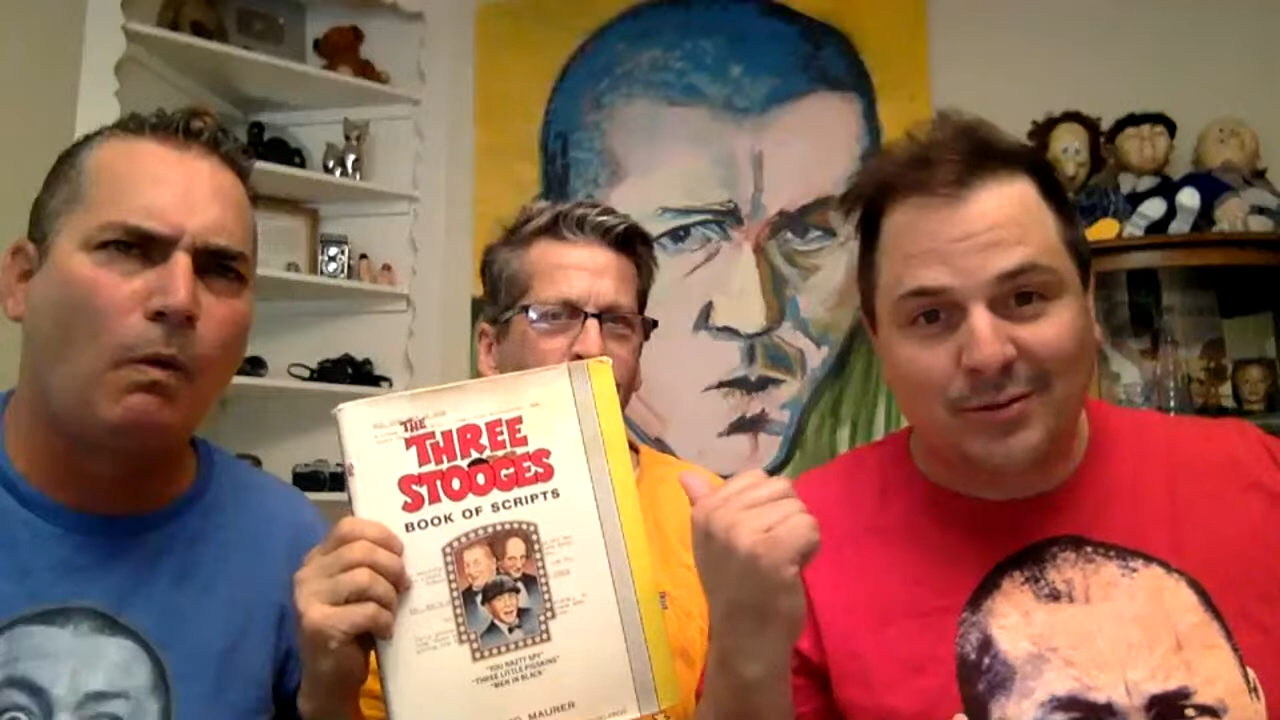 THE
THREE
STOOGES
BOOK OF SCRIPTS
"YOU NAZTY SPY"
"THREE LITTLE PIGSKINS"
"MEN IN BLACK"
MAURER